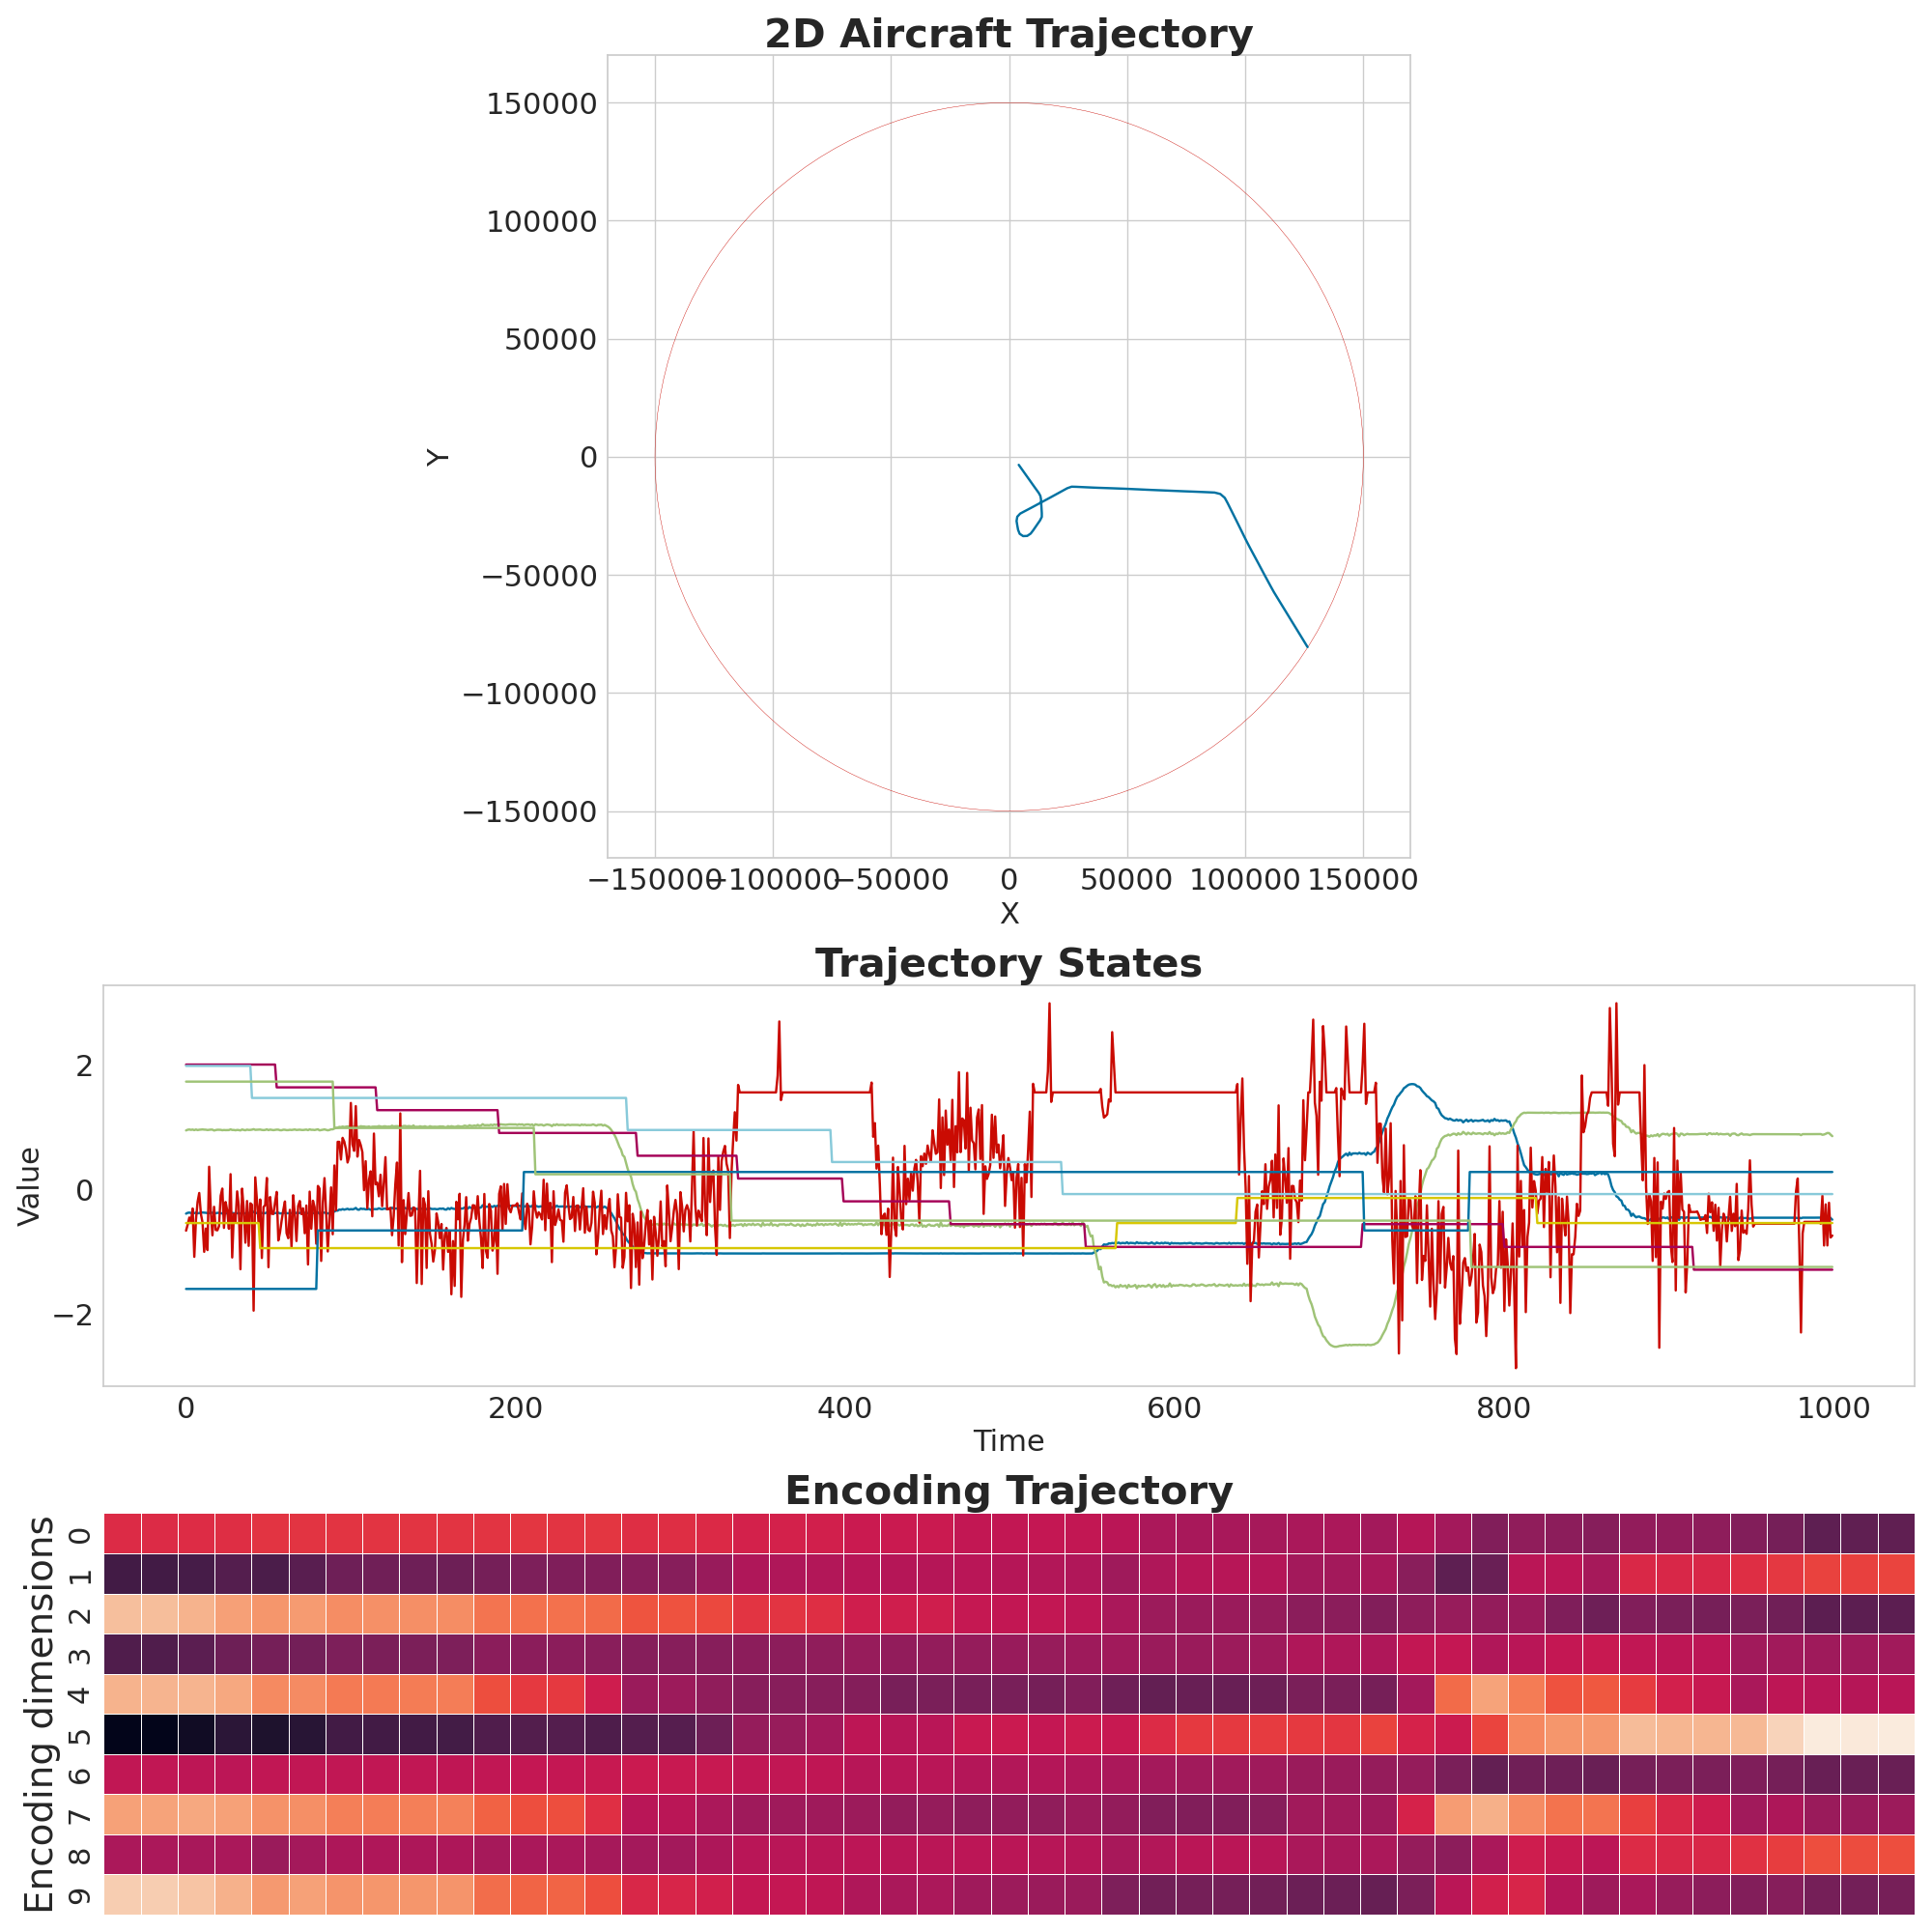 2D Aircraft Trajectory
150000
100000
50000
0
−50000
−100000
−150000
Y
−150000 −100000 −50000 0 50000 100000 150000
X
Trajectory States
2
0
−2
Value
0 200 400 600 800 1000
Time
Encoding Trajectory
Encoding dimensions
0
1
2
3
4
5
6
7
8
9